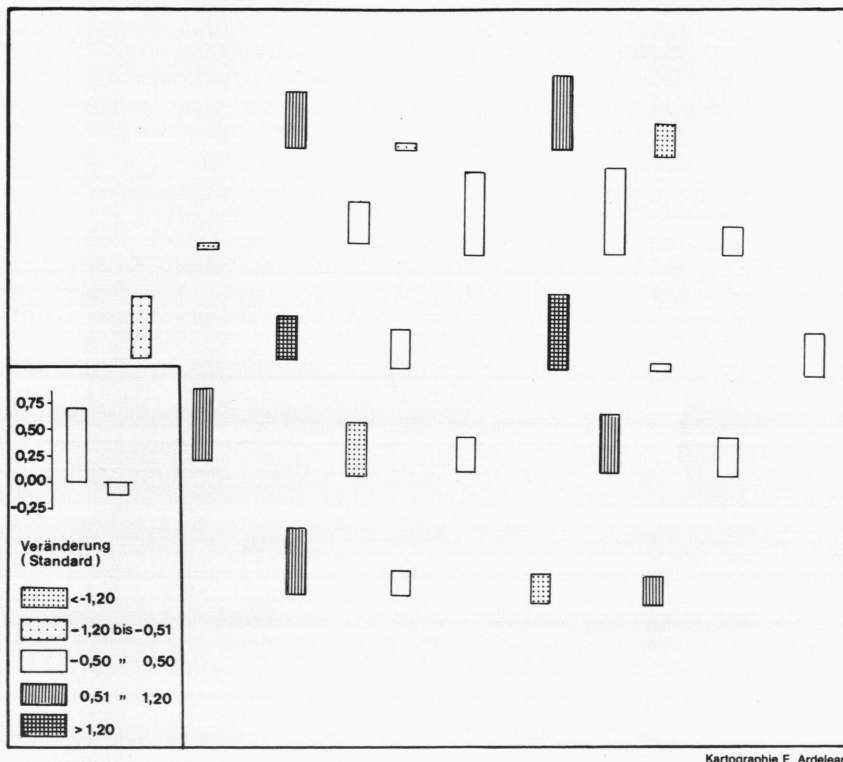 0,75
0,50
0,25
0,00
-0,25
Veränderung
( Standard )
<-1,20
-1,20 bis -0,51
-0,50 „ 0,50
0,51 „ 1,20
>1,20
Kartographie F. Ardelean